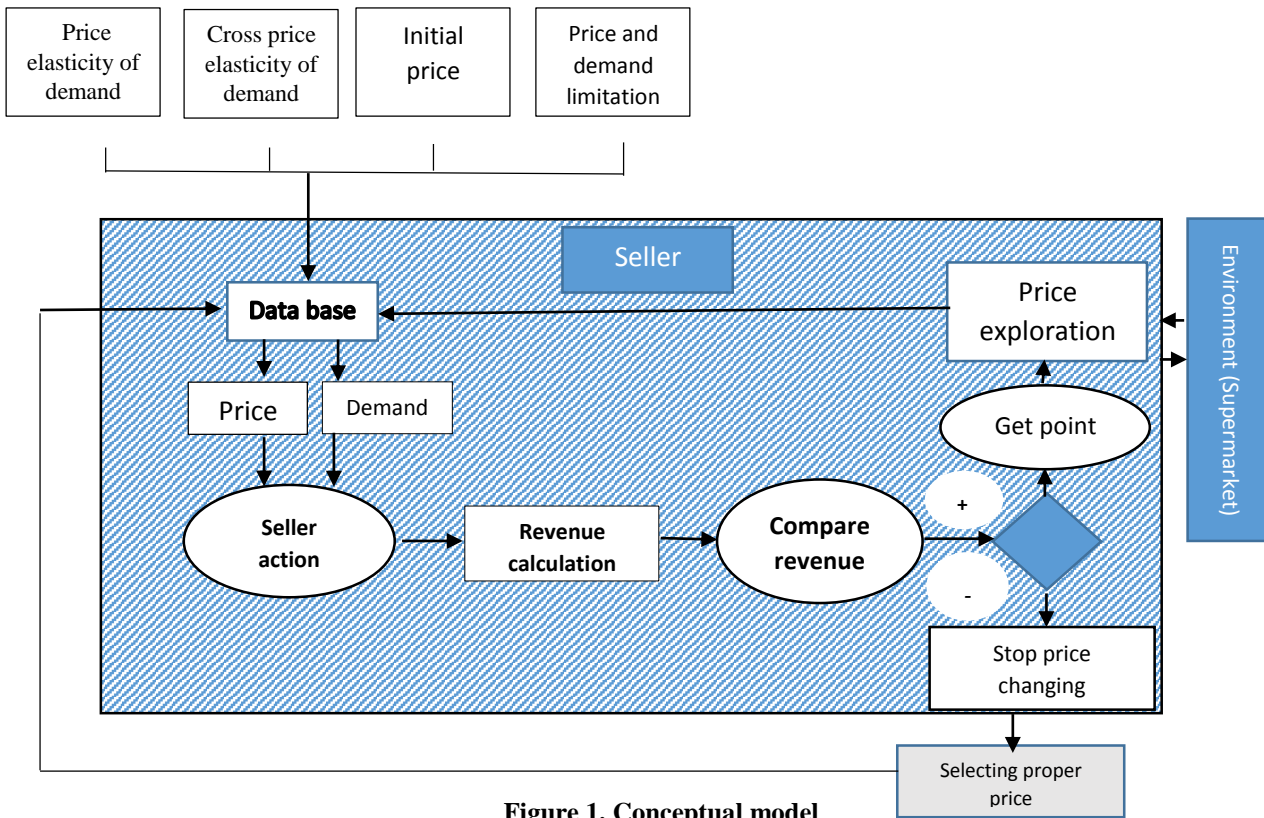 Price
elasticity of
demand
Cross price
elasticity of
demand
Initial
price
Price and
demand
limitation
Seller
Environment (Supermarket)
Data base
Price
exploration
Price
Demand
Get point
Seller
action
Revenue
calculation
Compare
revenue
+
-
Stop price
changing
Selecting proper
price
Figure 1. Conceptual model